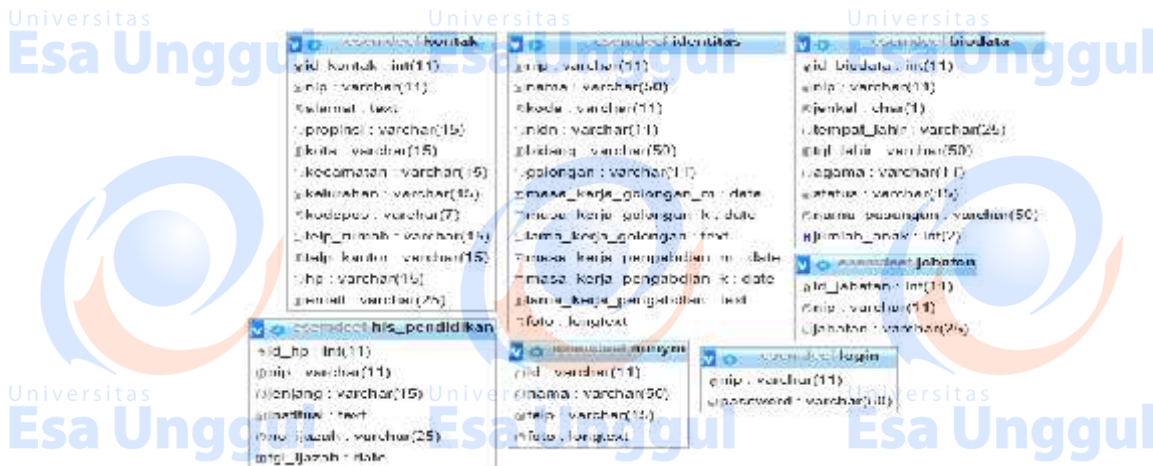 Universitas
Esa Unggul
Universitas
Esa Unggul
Universitas
Esa Unggul
kontak
id_kontak : int(11)
nip : varchar(11)
alamat : text
propinsi : varchar(15)
kota : varchar(15)
kecamatan : varchar(15)
kelurahan : varchar(15)
kodepos : varchar(7)
telp_rumah : varchar(15)
telp_kantor : varchar(15)
hp : varchar(15)
email : varchar(25)
identitas
nip : varchar(11)
nama : varchar(50)
kode : varchar(11)
nidn : varchar(11)
bidang : varchar(50)
golongan : varchar(11)
masa_kerja_golongan_m : date
masa_kerja_golongan_k : date
lama_kerja_golongan : text
masa_kerja_pengabdian_m : date
masa_kerja_pengabdian_k : date
lama_kerja_pengabdian : text
foto : longtext
biodata
id_biodata : int(11)
nip : varchar(11)
jenkel : char(1)
tempat_lahir : varchar(25)
tgl_lahir : varchar(50)
agama : varchar(11)
status : varchar(15)
nama_pasangan : varchar(50)
jumlah_anak : int(2)
jabatan
id_jabatan : int(11)
nip : varchar(11)
jabatan : varchar(25)
his_pendidikan
id_hp : int(11)
nip : varchar(11)
jenjang : varchar(15)
institusi : text
no_ijazah : varchar(25)
tgl_ijazah : date
id : varchar(11)
nama : varchar(50)
telp : varchar(15)
foto : longtext
login
nip : varchar(11)
password : varchar(50)
Universitas
Esa Unggul
Universitas
Esa Unggul
Universitas
Esa Unggul